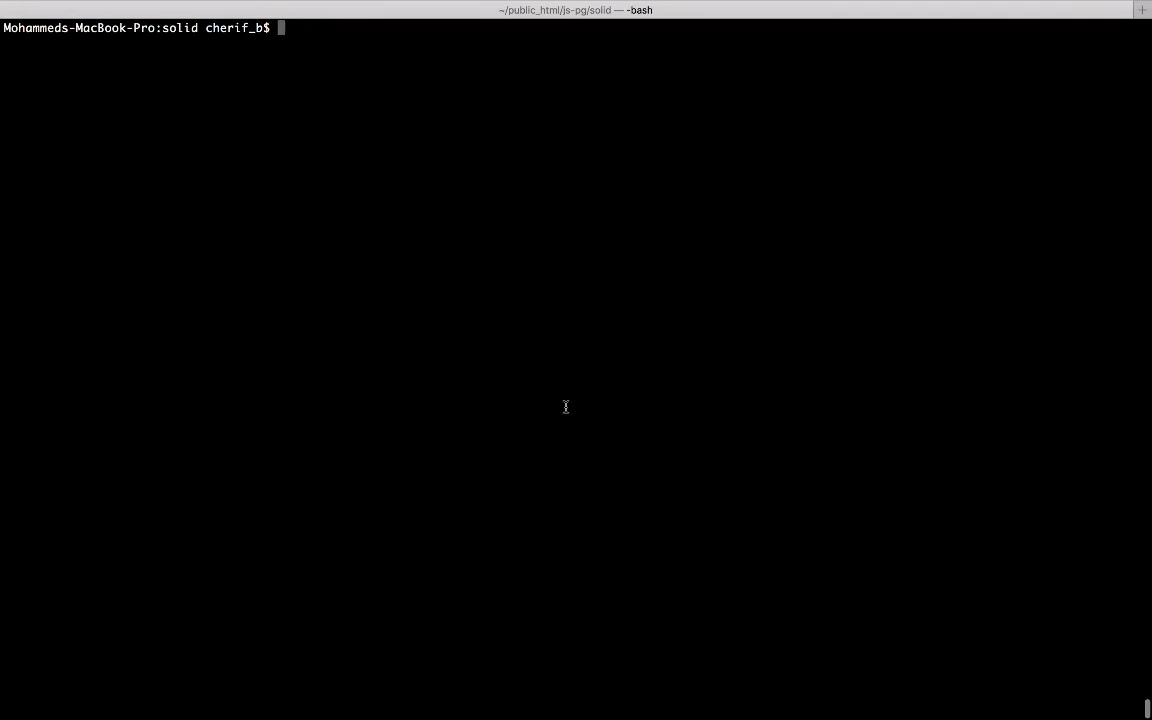 ~/public_html/js-pg/solid — -bash
Mohammeds-MacBook-Pro:solid cherif_b$